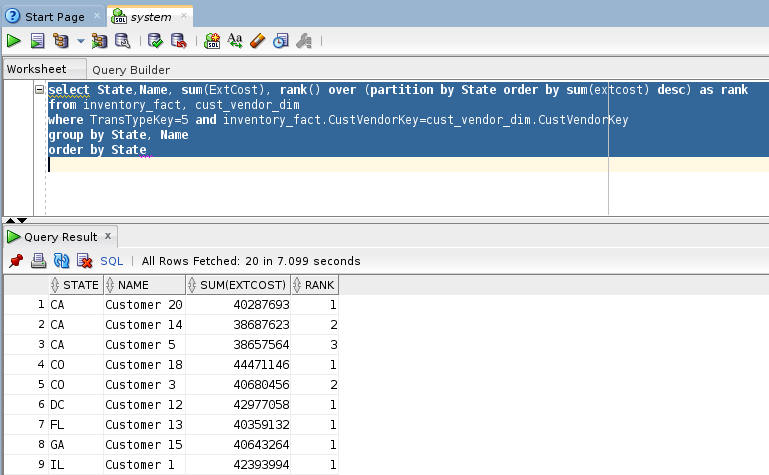 Start Page
system
Worksheet Query Builder
select State,Name, sum(ExtCost), rank() over (partition by State order by sum(extcost) desc) as rank
from inventory_fact, cust_vendor_dim
where TransTypeKey=5 and inventory_fact.CustVendorKey=cust_vendor_dim.CustVendorKey
group by State, Name
order by State
Query Result
SQL | All Rows Fetched: 20 in 7.099 seconds
STATE NAME SUM(EXTCOST) RANK
1 CA Customer 20 40287693 1
2 CA Customer 14 38687623 2
3 CA Customer 5 38657564 3
4 CO Customer 18 44471146 1
5 CO Customer 3 40680456 2
6 DC Customer 12 42977058 1
7 FL Customer 13 40359132 1
8 GA Customer 15 40643264 1
9 IL Customer 1 42393994 1